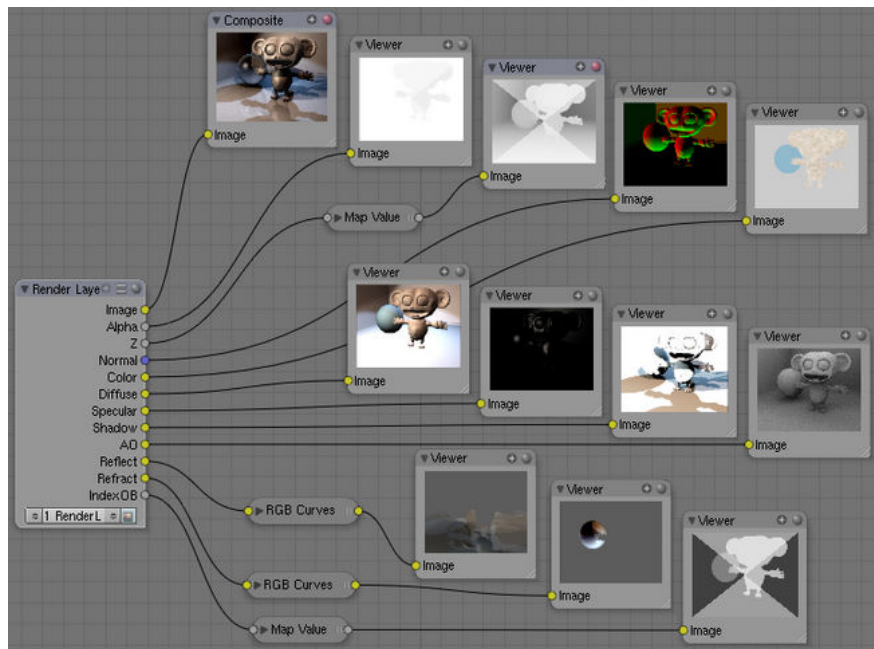 Composite
Image
Viewer
Image
Viewer
Image
Viewer
Image
Viewer
Image
Map Value
Render Laye
Image
Alpha
Z
Normal
Color
Diffuse
Specular
Shadow
AO
Reflect
Refract
IndexOB
1 RenderL
Viewer
Image
Viewer
Image
Viewer
Image
Viewer
Image
RGB Curves
Viewer
Image
RGB Curves
Viewer
Image
Map Value
Viewer
Image